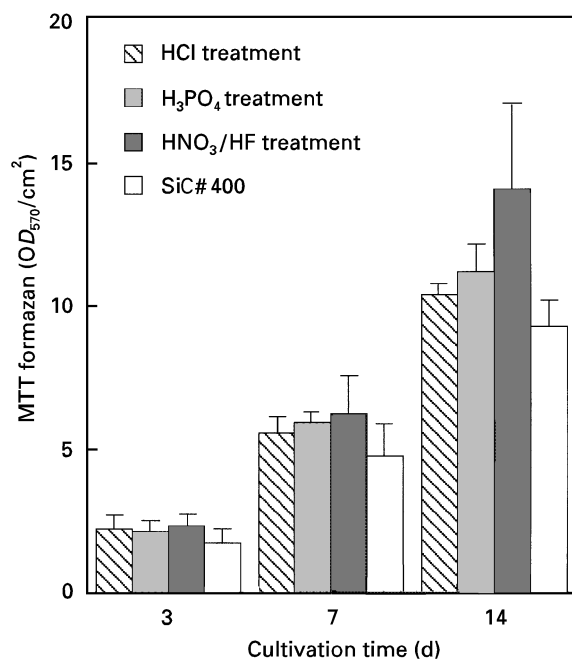 20
15
10
5
0
MTT formazan (OD₅₇₀/cm²)
HCl treatment
H₃PO₄ treatment
HNO₃/HF treatment
SiC# 400
3 7 14
Cultivation time (d)